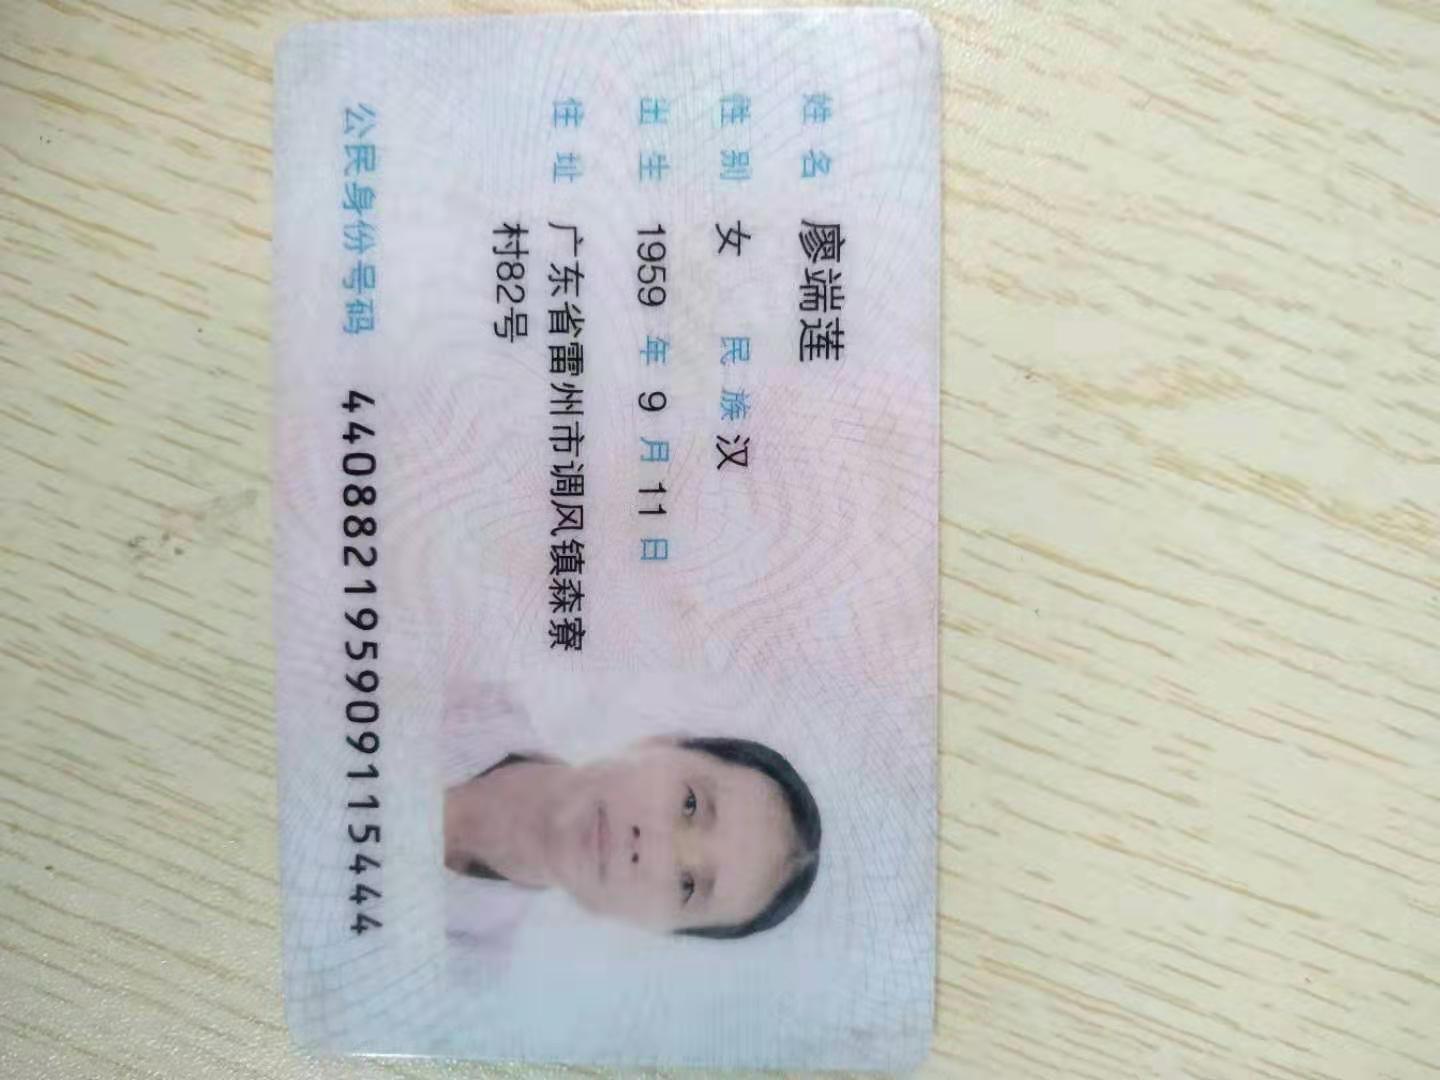 姓名 廖端莲
性别 女 民族 汉
出生 1959 年 9 月 11 日
住址 广东省雷州市调风镇森寮
村82号
公民身份号码 440882195909115444